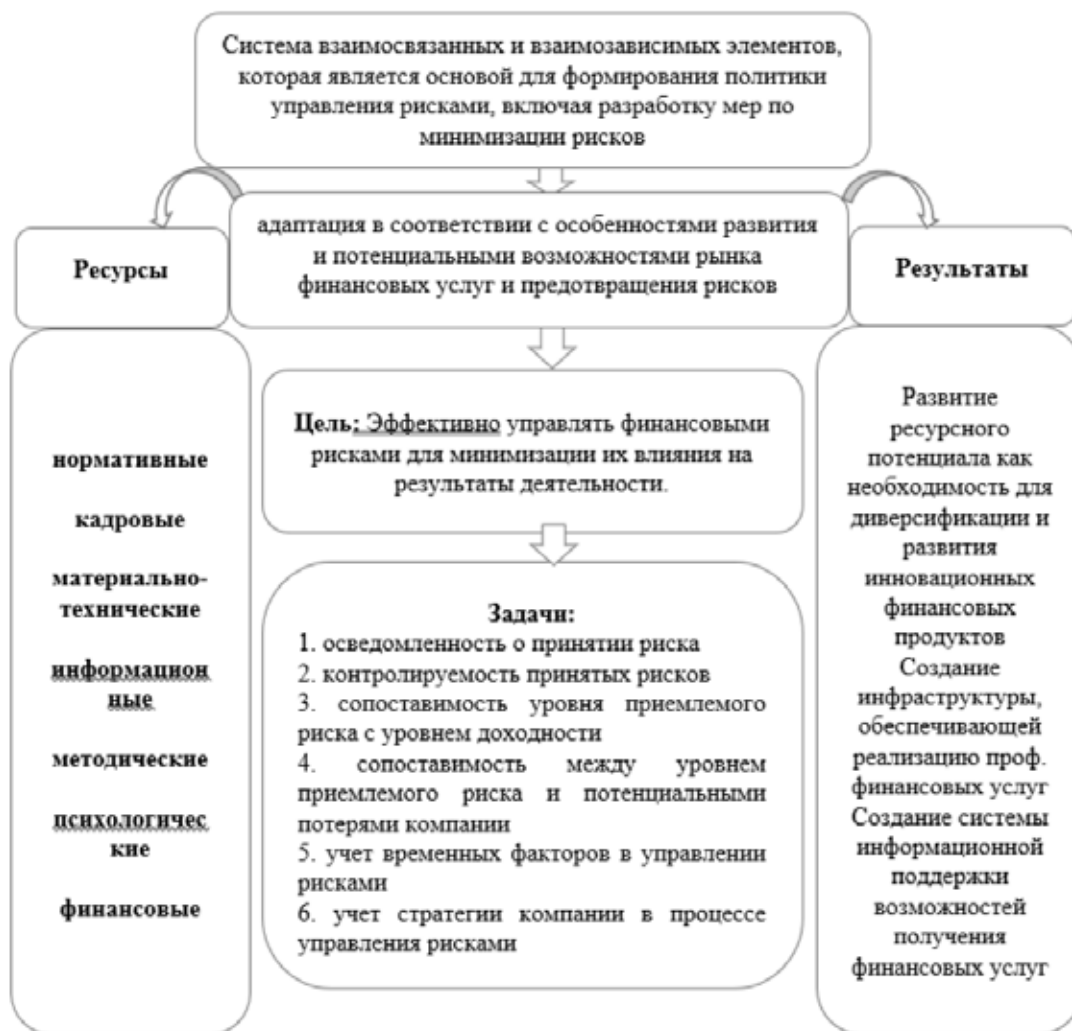 Система взаимосвязанных и взаимозависимых элементов,
которая является основой для формирования политики
управления рисками, включая разработку мер по
минимизации рисков
Ресурсы
адаптация в соответствии с особенностями развития
и потенциальными возможностями рынка
финансовых услуг и предотвращения рисков
Результаты
нормативные
кадровые
материально-
технические
информацион
ные
методические
психологичес
кие
финансовые
Цель: Эффективно управлять финансовыми
рисками для минимизации их влияния на
результаты деятельности.
Задачи:
1. осведомленность о принятии риска
2. контролируемость принятых рисков
3. сопоставимость уровня приемлемого
риска с уровнем доходности
4. сопоставимость между уровнем
приемлемого риска и потенциальными
потерями компании
5. учет временных факторов в управлении
рисками
6. учет стратегии компании в процессе
управления рисками
Развитие
ресурсного
потенциала как
необходимость для
диверсификации и
развития
инновационных
финансовых
продуктов
Создание
инфраструктуры,
обеспечивающей
реализацию проф.
финансовых услуг
Создание системы
информационной
поддержки
возможностей
получения
финансовых услуг